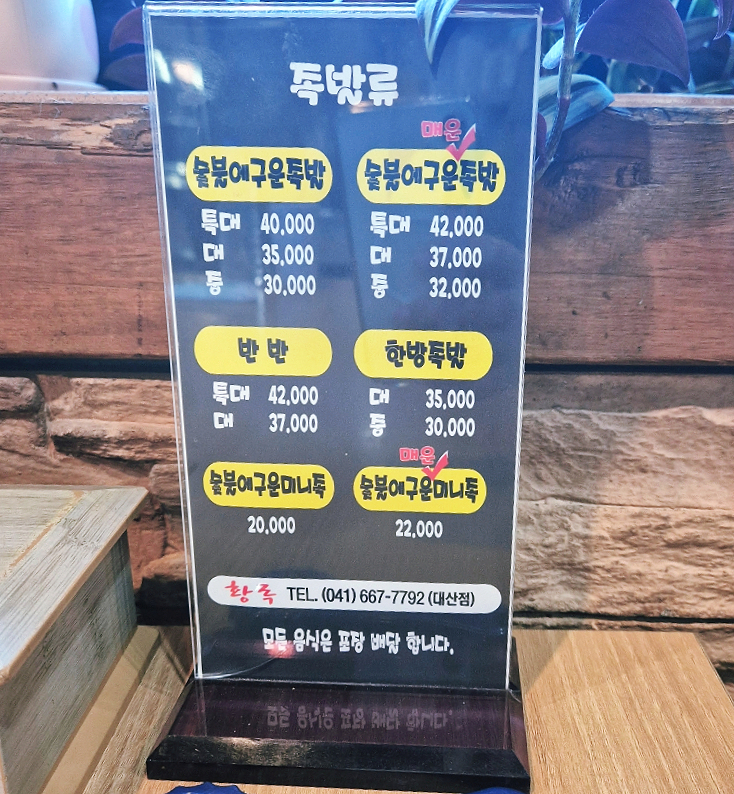 족발류
숯불에구운족발
특대 40,000
대 35,000
중 30,000
매운
숯불에구운족발
특대 42,000
대 37,000
중 32,000
반 반
특대 42,000
대 37,000
한방족발
대 35,000
중 30,000
숯불에구운미니족
20,000
매운
숯불에구운미니족
22,000
황족 TEL. (041) 667-7792 (대산점)
모든 음식은 포장 배달 합니다.